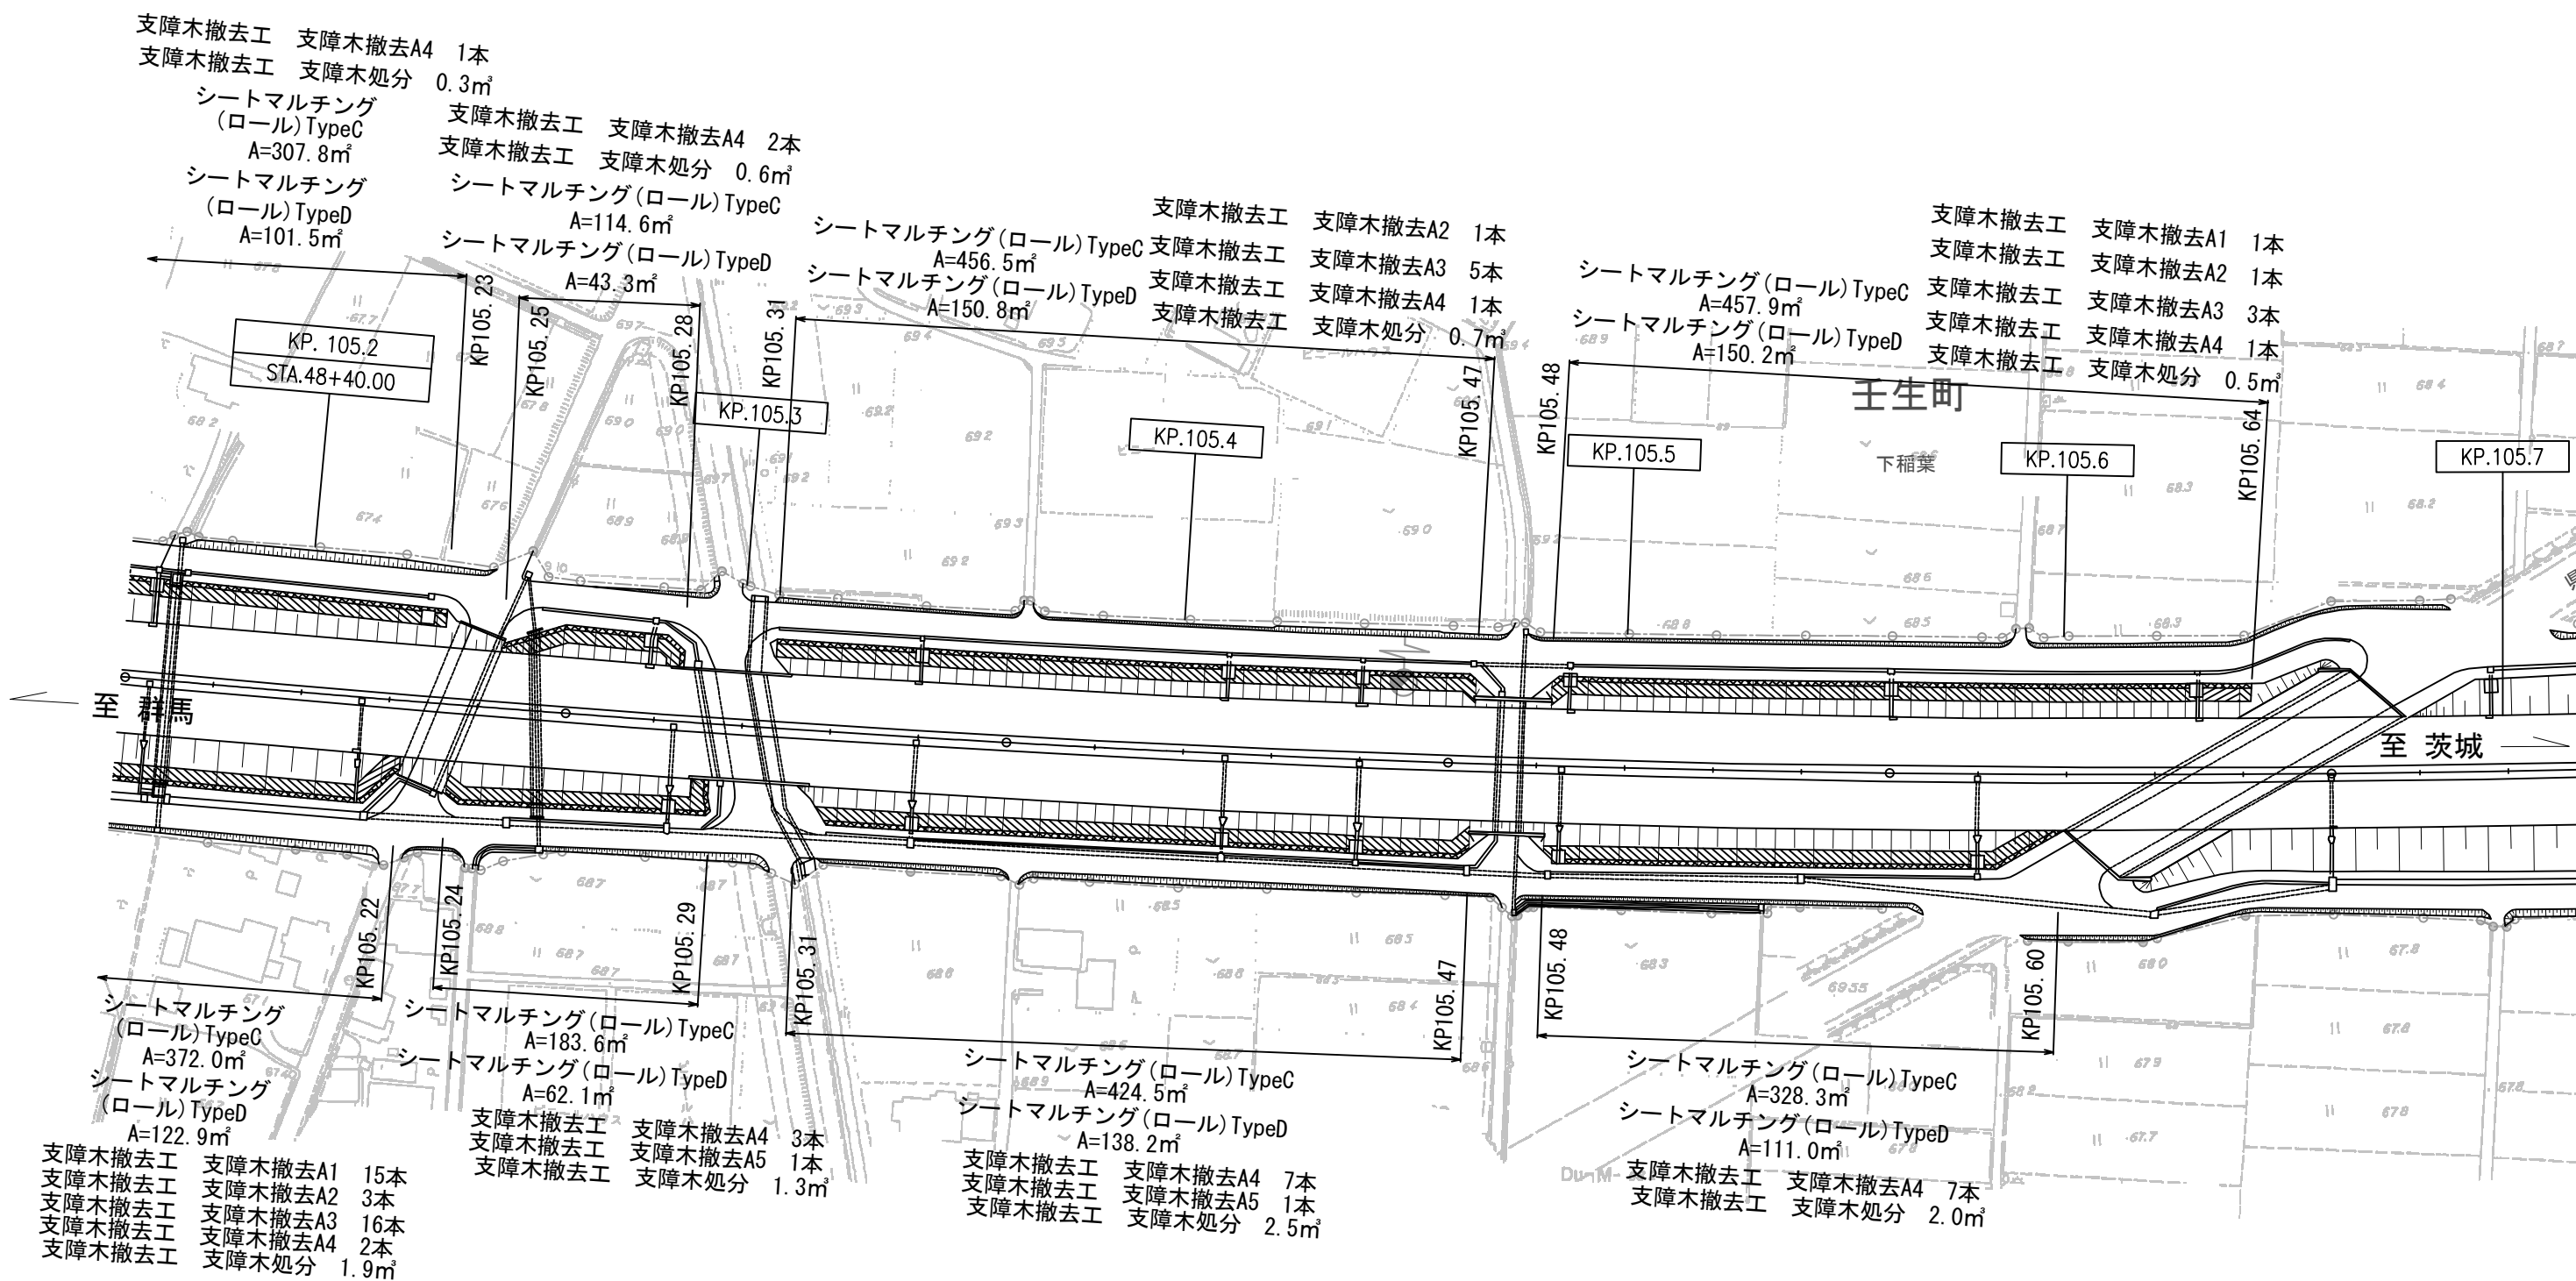 支障木撤去工　支障木撤去A4　1本
支障木撤去工　支障木処分　0.3㎥
シートマルチング
(ロール)TypeC
A=307.8㎡
シートマルチング
(ロール)TypeD
A=101.5㎡
支障木撤去工　支障木撤去A4　2本
支障木撤去工　支障木処分　0.6㎥
シートマルチング(ロール)TypeC
A=114.6㎡
シートマルチング(ロール)TypeD
A=43.3㎡
シートマルチング(ロール)TypeC
A=456.5㎡
シートマルチング(ロール)TypeD
A=150.8㎡
支障木撤去工　支障木撤去A2　1本
支障木撤去工　支障木撤去A3　5本
支障木撤去工　支障木撤去A4　1本
支障木撤去工　支障木処分　0.7㎥
シートマルチング(ロール)TypeC
A=457.9㎡
シートマルチング(ロール)TypeD
A=150.2㎡
支障木撤去工　支障木撤去A1　1本
支障木撤去工　支障木撤去A2　1本
支障木撤去工　支障木撤去A3　3本
支障木撤去工　支障木撤去A4　1本
支障木撤去工　支障木処分　0.5㎥
KP105.23
KP105.25
KP105.28
KP105.31
KP105.47
KP105.48
KP105.64
KP. 105.2
STA.48+40.00
KP.105.3
KP.105.4
KP.105.5
KP.105.6
KP.105.7
壬生町
下稲葉
ビニールハウス
至 群馬
至 茨城
KP105.22
KP105.24
KP105.29
KP105.31
KP105.47
KP105.48
KP105.60
シートマルチング
(ロール)TypeC
A=372.0㎡
シートマルチング
(ロール)TypeD
A=122.9㎡
支障木撤去工　支障木撤去A1　15本
支障木撤去工　支障木撤去A2　3本
支障木撤去工　支障木撤去A3　16本
支障木撤去工　支障木撤去A4　2本
支障木撤去工　支障木処分　1.9㎥
シートマルチング(ロール)TypeC
A=183.6㎡
シートマルチング(ロール)TypeD
A=62.1㎡
ビニールハウス
支障木撤去工　支障木撤去A4　3本
支障木撤去工　支障木撤去A5　1本
支障木撤去工　支障木処分　1.3㎥
シートマルチング(ロール)TypeC
A=424.5㎡
シートマルチング(ロール)TypeD
A=138.2㎡
支障木撤去工　支障木撤去A4　7本
支障木撤去工　支障木撤去A5　1本
支障木撤去工　支障木処分　2.5㎥
シートマルチング(ロール)TypeC
A=328.3㎡
シートマルチング(ロール)TypeD
A=111.0㎡
支障木撤去工　支障木撤去A4　7本
支障木撤去工　支障木処分　2.0㎥